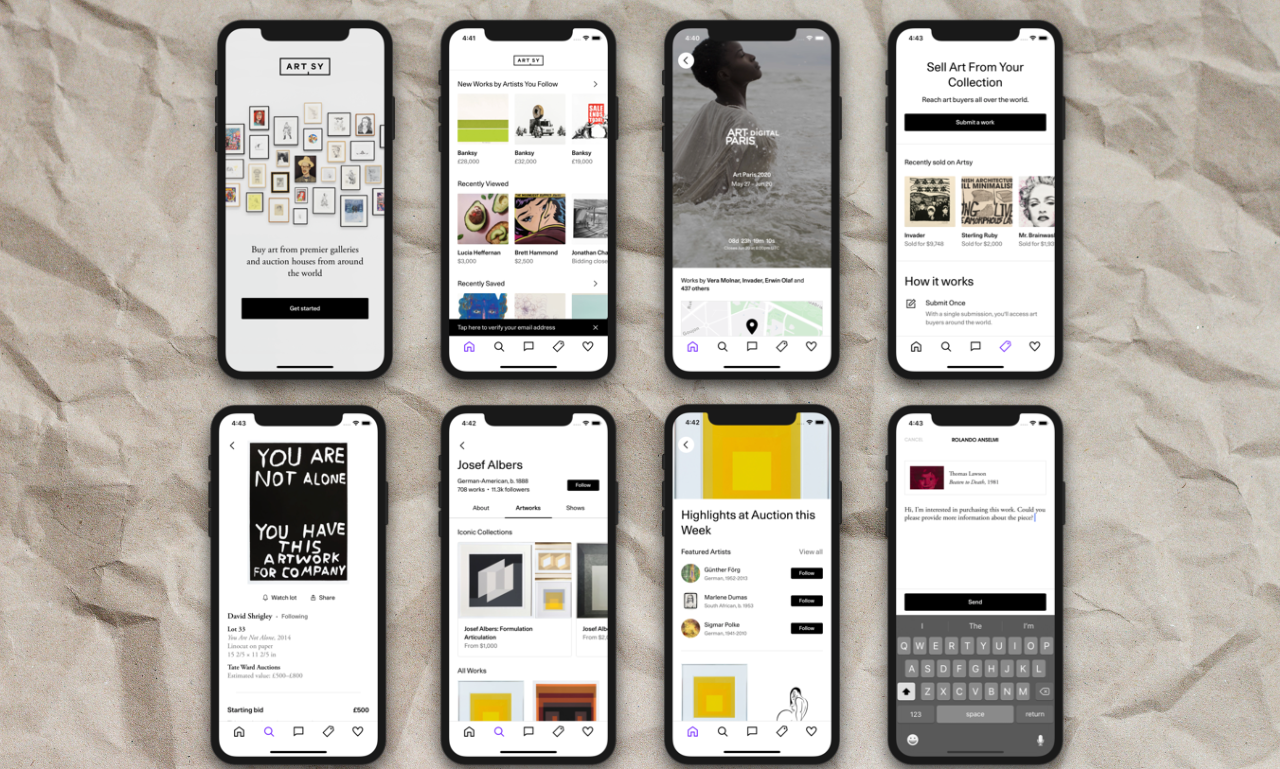 ARTSY
Buy art from premier galleries
and auction houses from around
the world
Get started
4:41
ARTSY
New Works by Artists You Follow
SALE
ENDS
TODAY
Banksy
£28,000
Banksy
£32,000
Banksy
£19,000
Recently Viewed
Lucia Heffernan
$3,000
Brett Hammond
$2,500
Jonathan Cha
Bidding close
Recently Saved
Tap here to verify your email address
4:40
ART DIGITAL
PARIS
Art Paris 2020
May 27 -
06d 23h 19m 10s
Works by Vera Molnar, Invader, Erwin Olaf and
437 others
4:43
Sell Art From Your
Collection
Reach art buyers all over the world.
Submit a work
Recently sold on Artsy
Invader
Sold for $9,748
Sterling Ruby
Sold for $2,000
Mr. Brainwas
Sold for $1,93
How it works
Submit Once
With a single submission, you'll access art
buyers around the world.
4:43
YOU ARE
NOT ALONE
YOU HAVE
THIS
ARTWORK
FOR COMPANY
Watch lot
Share
David Shrigley • Following
Lot 33
You Are Not Alone, 2014
Linocut on paper
15 2/5 × 11 2/5 in
Tate Ward Auctions
Estimated value: £500–£800
Starting bid £500
4:42
Josef Albers
German-American, b. 1888
708 works • 11.3k followers
Follow
About Artworks Shows
Iconic Collections
Josef Albers: Formulation
Articulation
From $1,000
Josef Alb
From $2,
All Works
4:42
Highlights at Auction this
Week
Featured Artists View all
Günther Förg
German, 1952-2013
Follow
Marlene Dumas
South African, b. 1953
Follow
Sigmar Polke
German, 1941-2010
Follow
4:43
CANCEL ROLANDO ANSELMI
Thomas Lawson
Beaten to Death, 1981
Hi, I'm interested in purchasing this work. Could you
please provide more information about the piece?
Send
I The I'm
Q W E R T Y U I O P
A S D F G H J K L
Z X C V B N M
123 space return